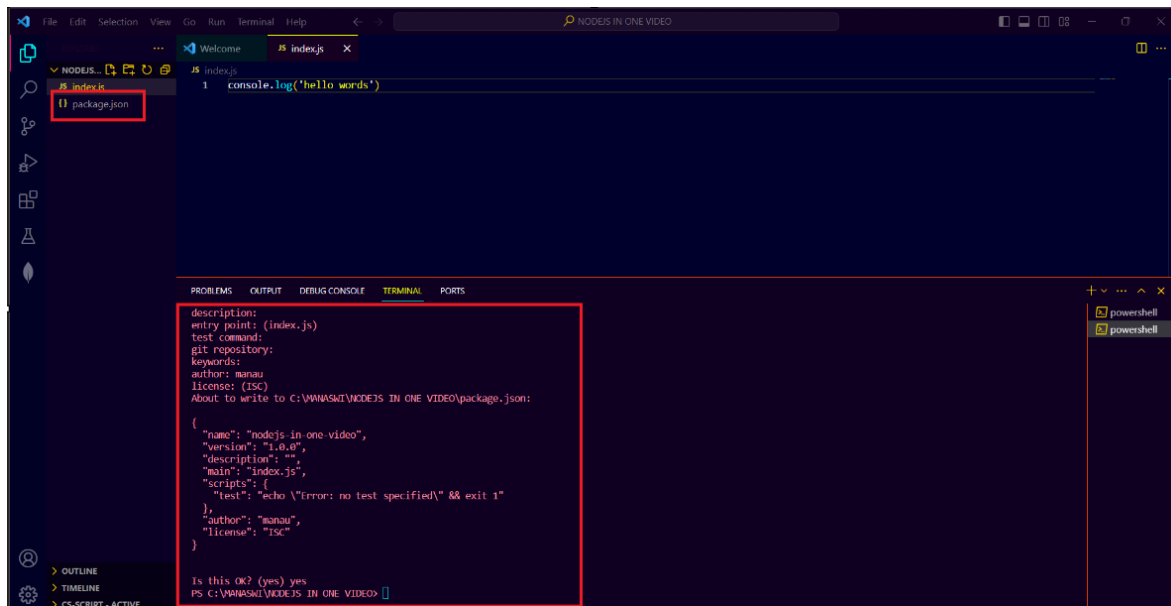 File Edit Selection View Go Run Terminal Help
NODEJS IN ONE VIDEO
NODEJS...
JS index.js
{} package.json
Welcome
JS index.js
JS index.js
1 console.log('hello words')
PROBLEMS OUTPUT DEBUG CONSOLE TERMINAL PORTS
description:
entry point: (index.js)
test command:
git repository:
keywords:
author: manau
license: (ISC)
About to write to C:\MANASWI\NODEJS IN ONE VIDEO\package.json:
{
"name": "nodejs-in-one-video",
"version": "1.0.0",
"description": "",
"main": "index.js",
"scripts": {
"test": "echo \"Error: no test specified\" && exit 1"
},
"author": "manau",
"license": "ISC"
}
Is this OK? (yes) yes
PS C:\MANASWI\NODEJS IN ONE VIDEO>
powershell
powershell
OUTLINE
TIMELINE
CS-SCRIPT - ACTIVE